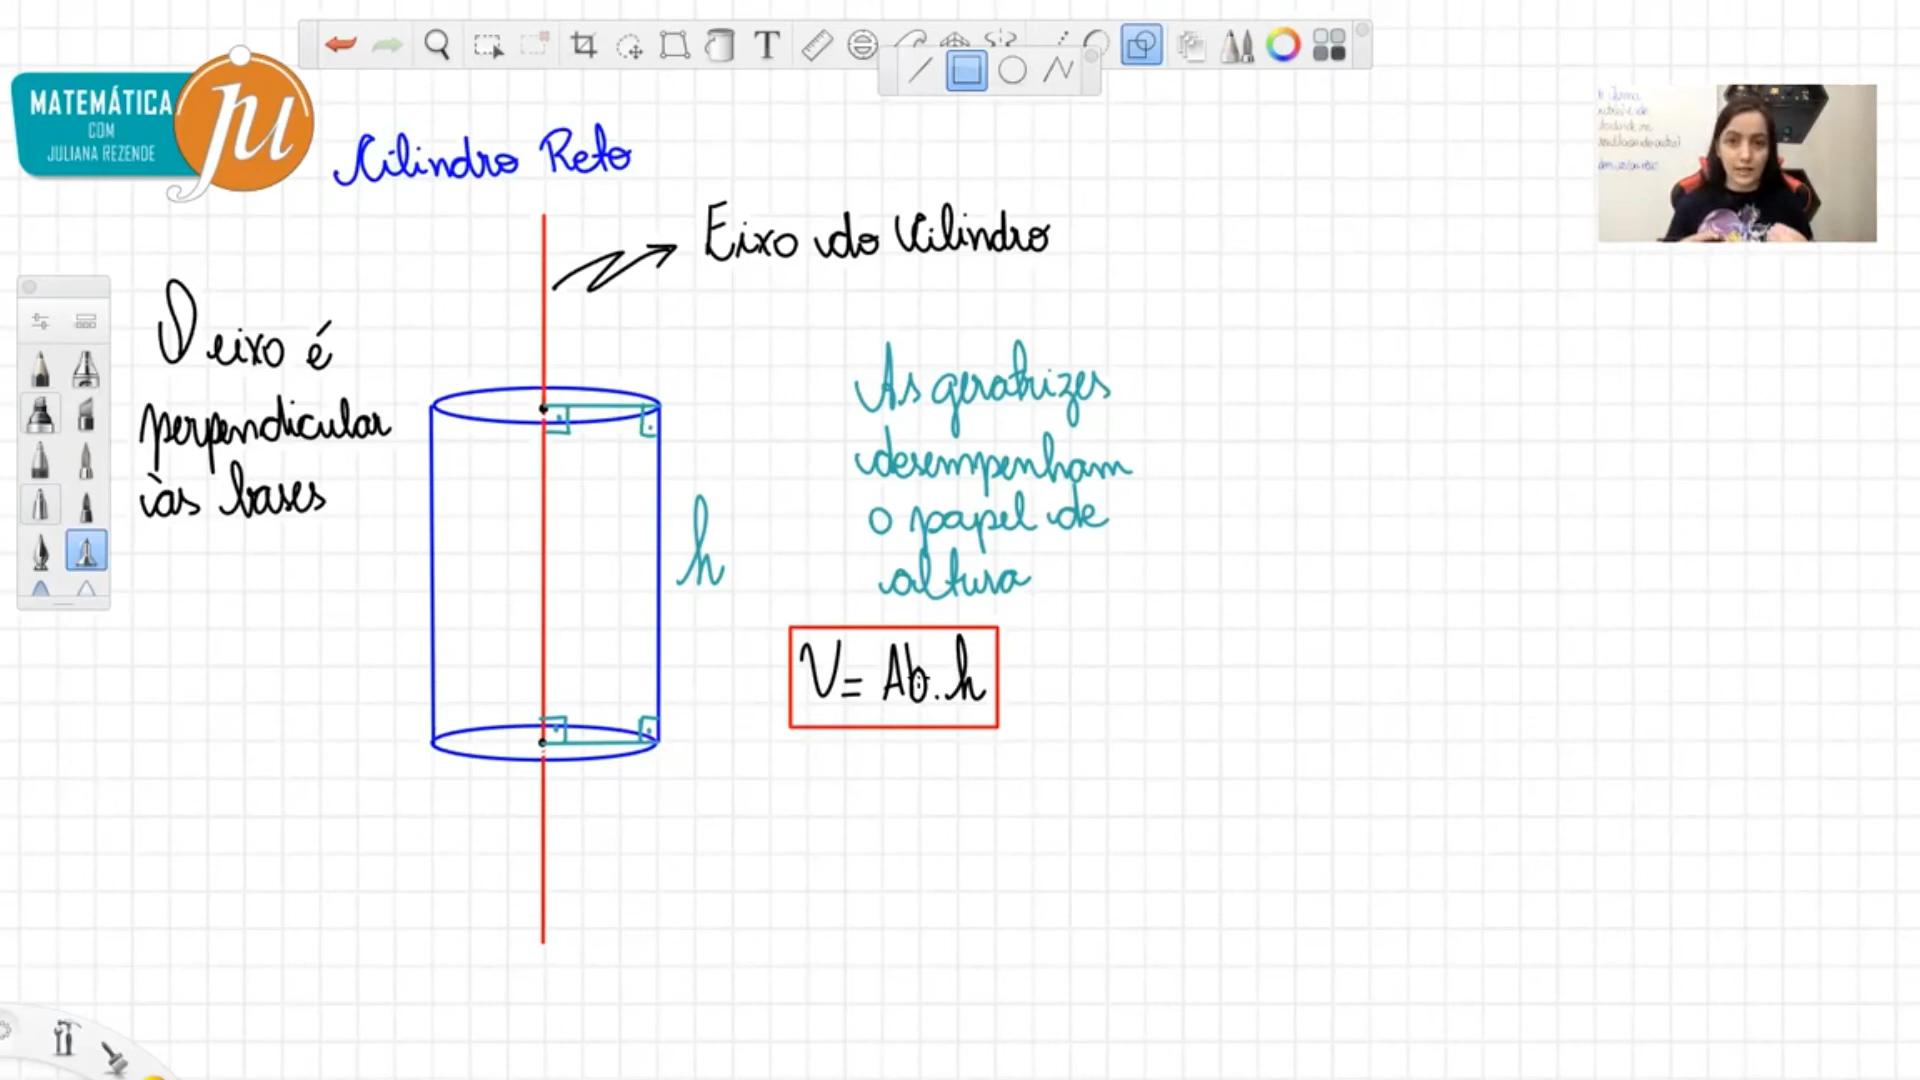 MATEMÁTICA
COM
JULIANA REZENDE
ju
Cilindro Reto
Eixo do Cilindro
O eixo é
perpendicular
às bases
As geratrizes
desempenham
o papel de
altura
h
V = Ab . h
T